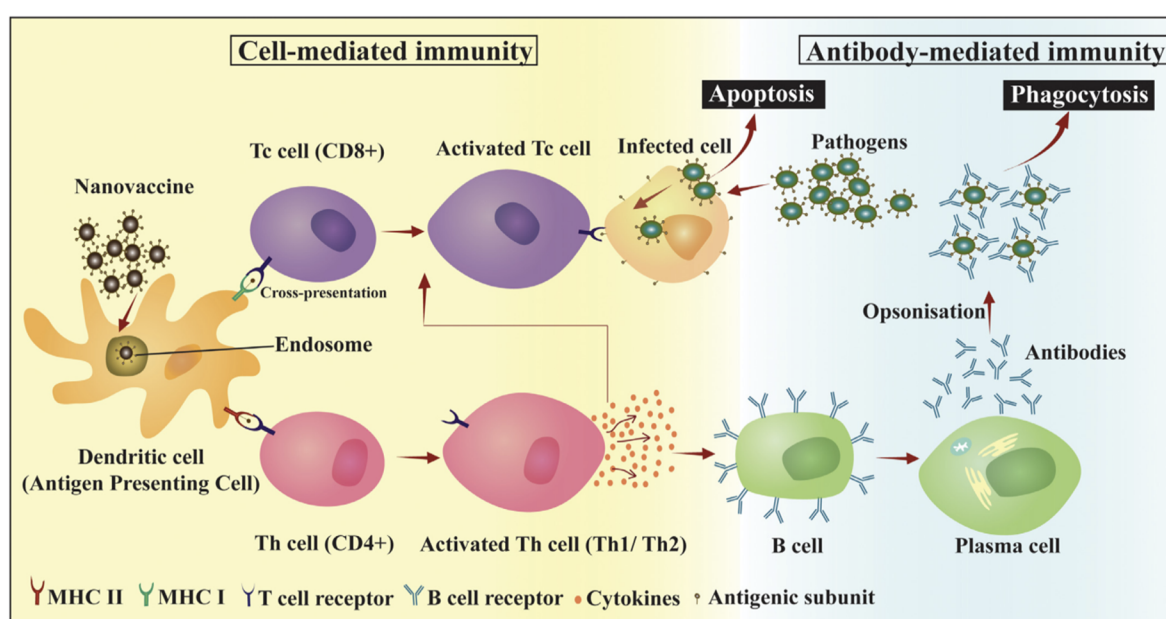 Cell-mediated immunity
Antibody-mediated immunity
Apoptosis
Phagocytosis
Tc cell (CD8+)
Activated Tc cell
Infected cell
Pathogens
Nanovaccine
Cross-presentation
Endosome
Opsonisation
Antibodies
Dendritic cell
(Antigen Presenting Cell)
Th cell (CD4+)
Activated Th cell (Th1/ Th2)
B cell
Plasma cell
MHC II
MHC I
T cell receptor
B cell receptor
Cytokines
Antigenic subunit